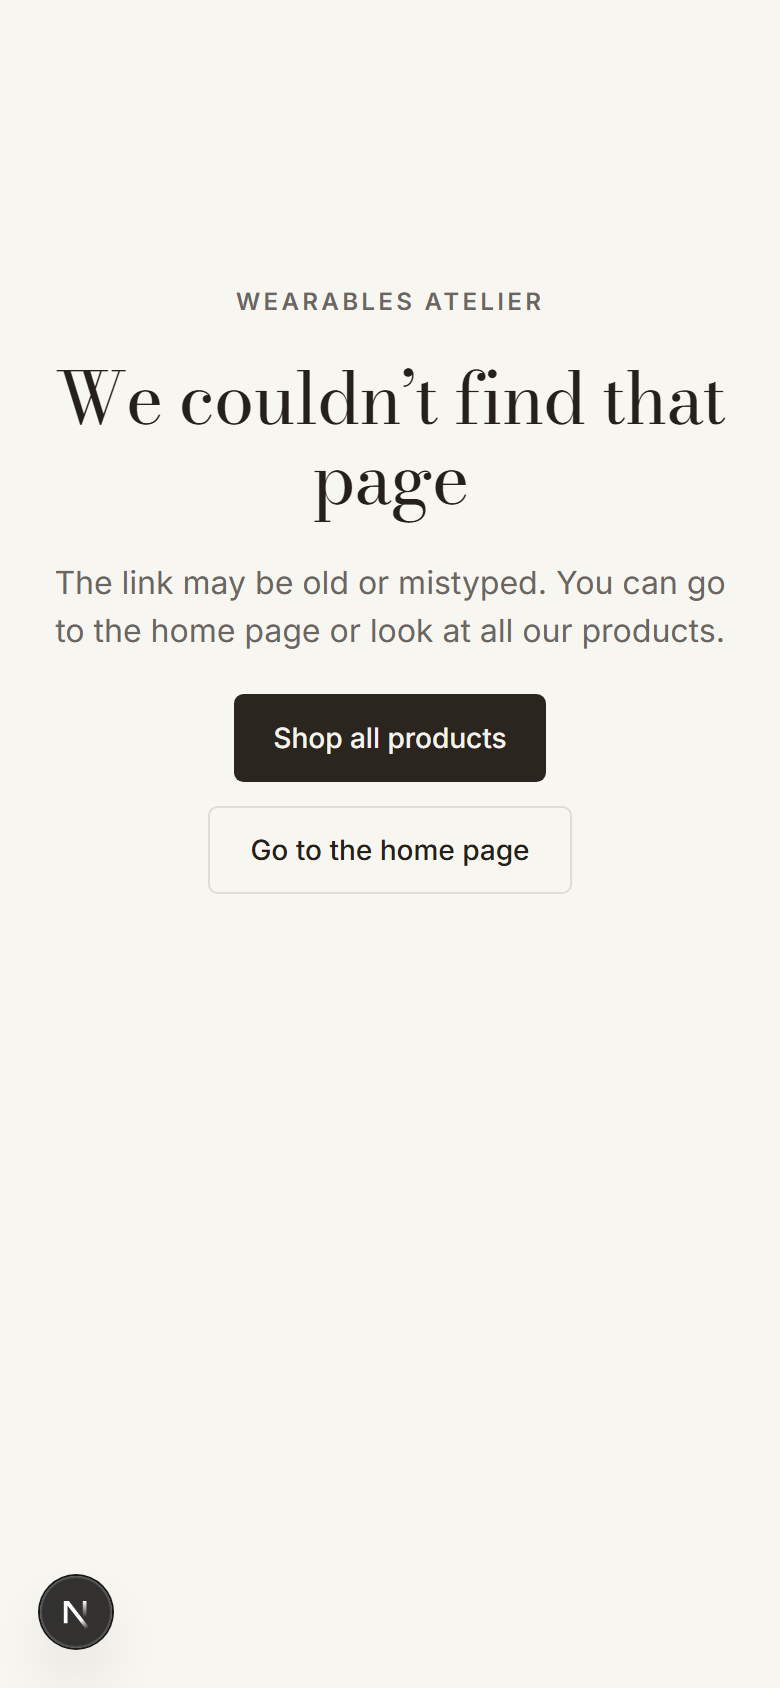 WEARABLES ATELIER
We couldn’t find that
page
The link may be old or mistyped. You can go
to the home page or look at all our products.
Shop all products
Go to the home page
N